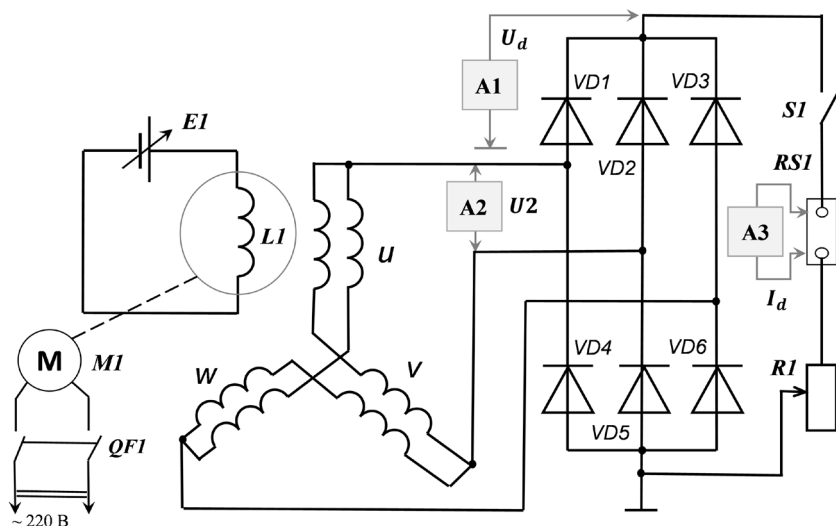 U_d
A1
VD1
VD3
E1
S1
VD2
RS1
A2
U2
L1
U
A3
I_d
M
M1
W
V
VD4
VD6
R1
QF1
VD5
~ 220 В